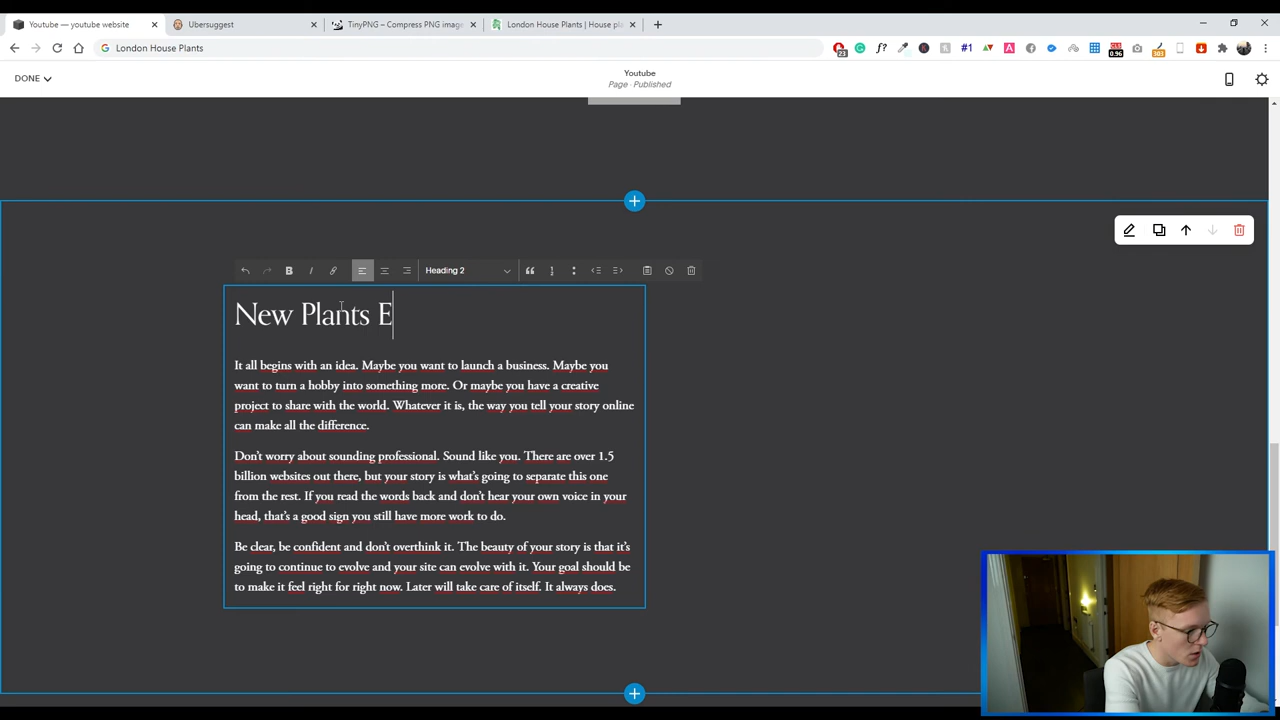 Youtube — youtube website
Ubersuggest
TinyPNG – Compress PNG image
London House Plants | House pl
London House Plants
23
f?
#1
0.96
303
DONE
Youtube
Page · Published
B I
Heading 2
New Plants E
It all begins with an idea. Maybe you want to launch a business. Maybe you
want to turn a hobby into something more. Or maybe you have a creative
project to share with the world. Whatever it is, the way you tell your story online
can make all the difference.
Don't worry about sounding professional. Sound like you. There are over 1.5
billion websites out there, but your story is what's going to separate this one
from the rest. If you read the words back and don't hear your own voice in your
head, that's a good sign you still have more work to do.
Be clear, be confident and don't overthink it. The beauty of your story is that it's
going to continue to evolve and your site can evolve with it. Your goal should be
to make it feel right for right now. Later will take care of itself. It always does.